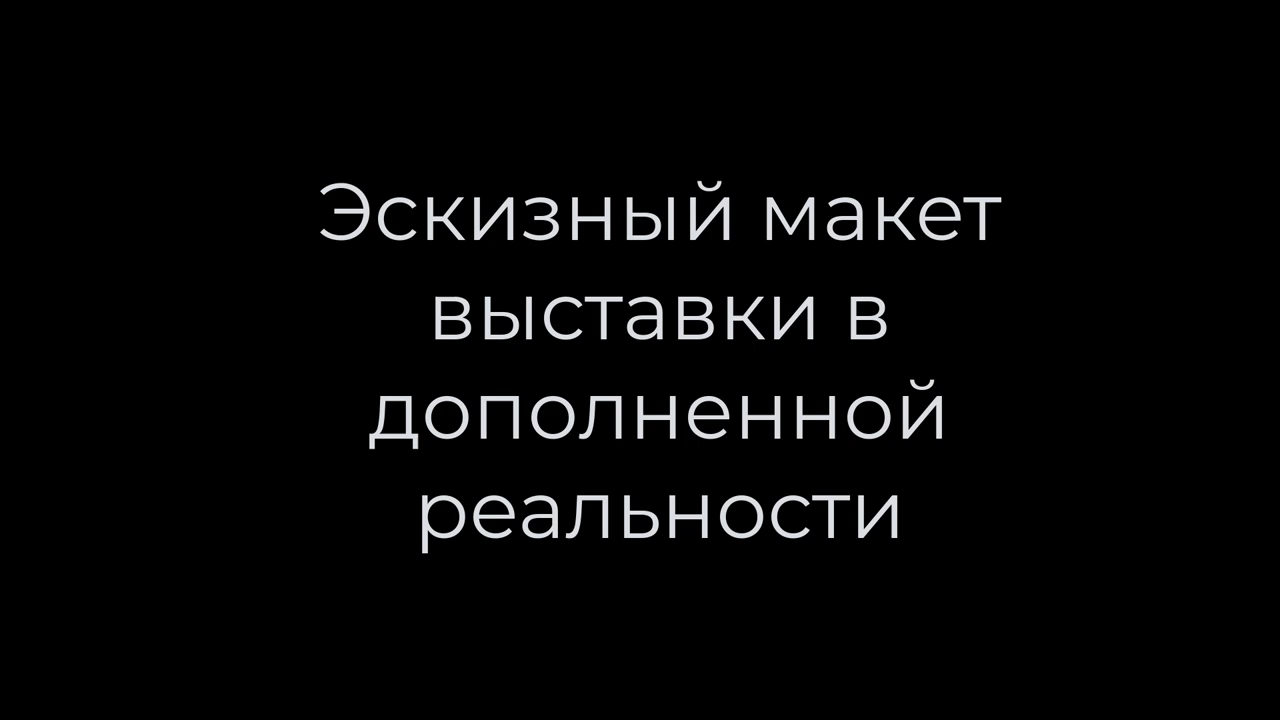 Эскизный макет
выставки в
дополненной
реальности